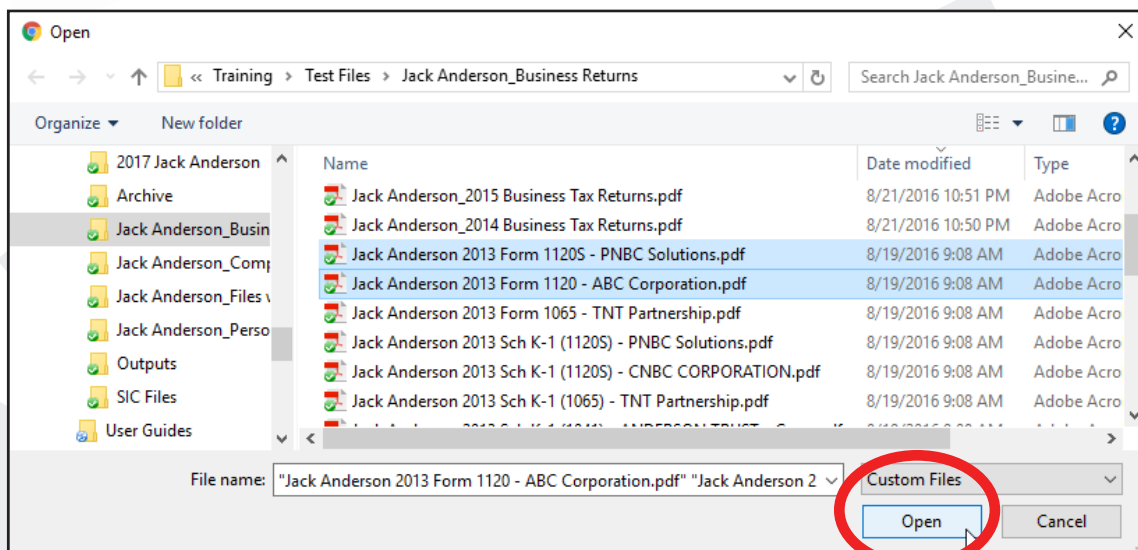 Open
« Training > Test Files > Jack Anderson_Business Returns
Search Jack Anderson_Busine...
Organize
New folder
2017 Jack Anderson
Archive
Jack Anderson_Busin
Jack Anderson_Comp
Jack Anderson_Files
Jack Anderson_Perso
Outputs
SIC Files
User Guides
Name Date modified Type
Jack Anderson_2015 Business Tax Returns.pdf 8/21/2016 10:51 PM Adobe Acro
Jack Anderson_2014 Business Tax Returns.pdf 8/21/2016 10:50 PM Adobe Acro
Jack Anderson 2013 Form 1120S - PNBC Solutions.pdf 8/19/2016 9:08 AM Adobe Acro
Jack Anderson 2013 Form 1120 - ABC Corporation.pdf 8/19/2016 9:08 AM Adobe Acro
Jack Anderson 2013 Form 1065 - TNT Partnership.pdf 8/19/2016 9:08 AM Adobe Acro
Jack Anderson 2013 Sch K-1 (1120S) - PNBC Solutions.pdf 8/19/2016 9:08 AM Adobe Acro
Jack Anderson 2013 Sch K-1 (1120S) - CNBC CORPORATION.pdf 8/19/2016 9:08 AM Adobe Acro
Jack Anderson 2013 Sch K-1 (1065) - TNT Partnership.pdf 8/19/2016 9:08 AM Adobe Acro
File name: "Jack Anderson 2013 Form 1120 - ABC Corporation.pdf" "Jack Anderson 2
Custom Files
Open
Cancel